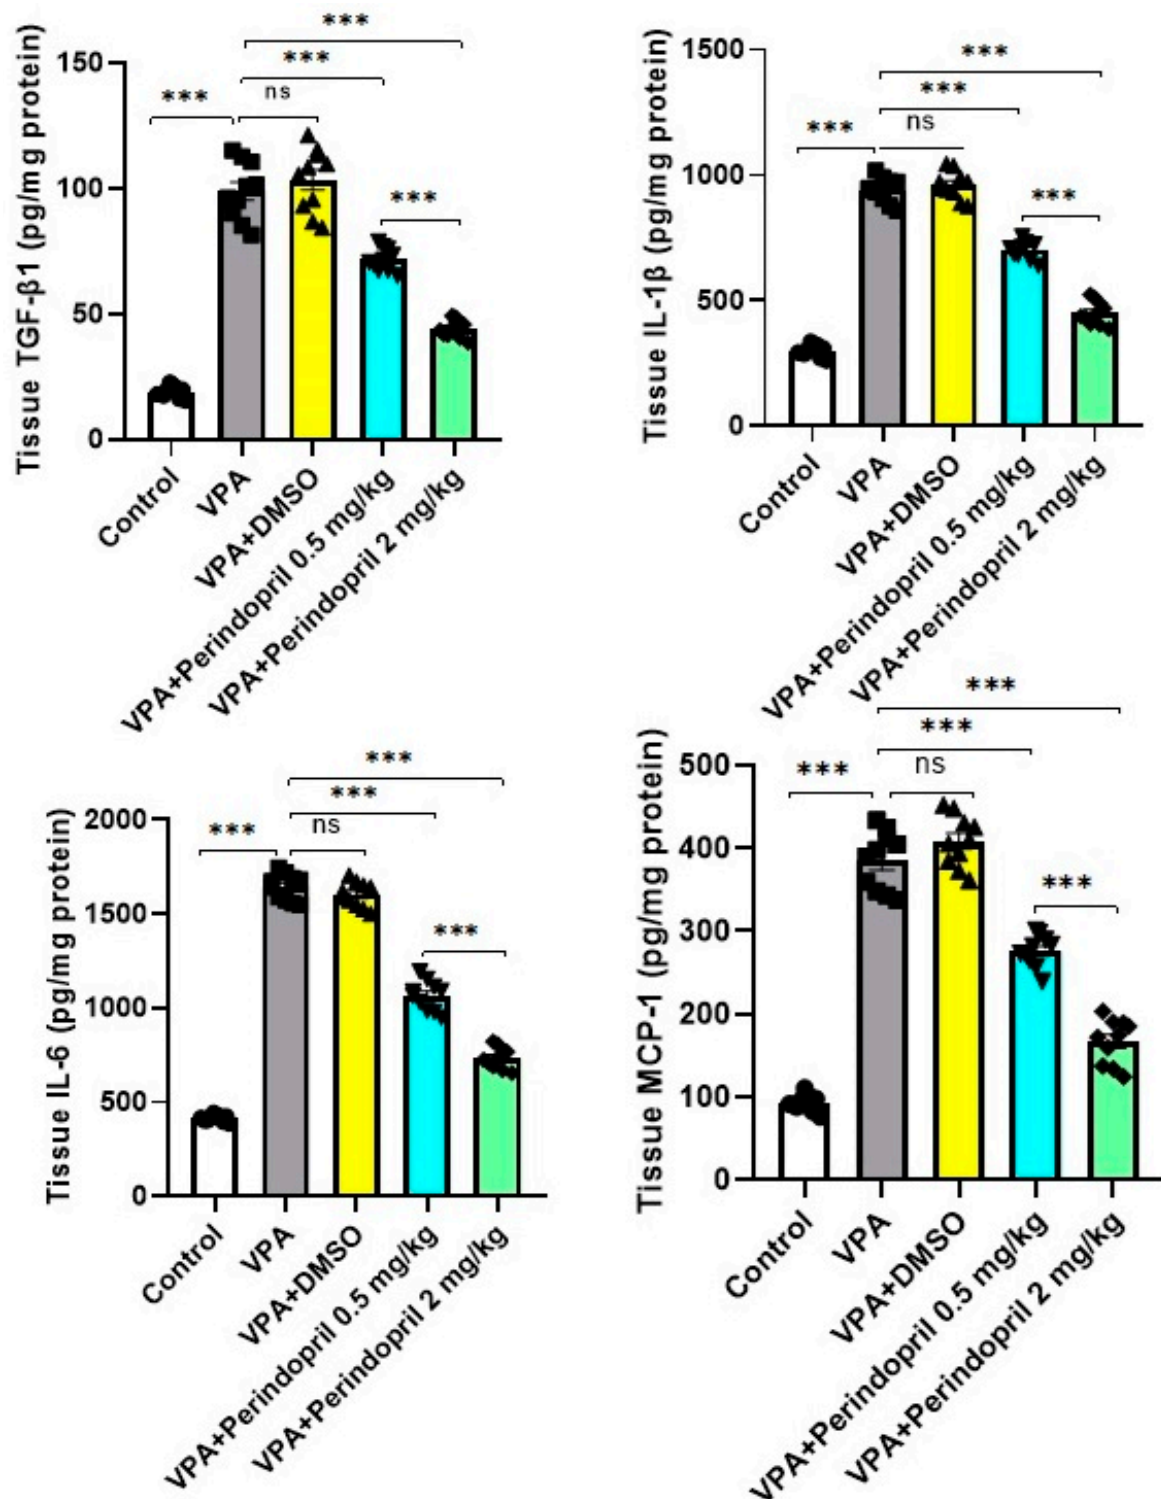 Tissue TGF-β1 (pg/mg protein)
***
***
***
ns
***
150
100
50
0
Control
VPA
VPA+DMSO
VPA+Perindopril 0.5 mg/kg
VPA+Perindopril 2 mg/kg
Tissue IL-1β (pg/mg protein)
***
***
***
ns
***
1500
1000
500
0
Control
VPA
VPA+DMSO
VPA+Perindopril 0.5 mg/kg
VPA+Perindopril 2 mg/kg
Tissue IL-6 (pg/mg protein)
***
***
***
ns
***
2000
1500
1000
500
0
Control
VPA
VPA+DMSO
VPA+Perindopril 0.5 mg/kg
VPA+Perindopril 2 mg/kg
Tissue MCP-1 (pg/mg protein)
***
***
***
ns
***
500
400
300
200
100
0
Control
VPA
VPA+DMSO
VPA+Perindopril 0.5 mg/kg
VPA+Perindopril 2 mg/kg